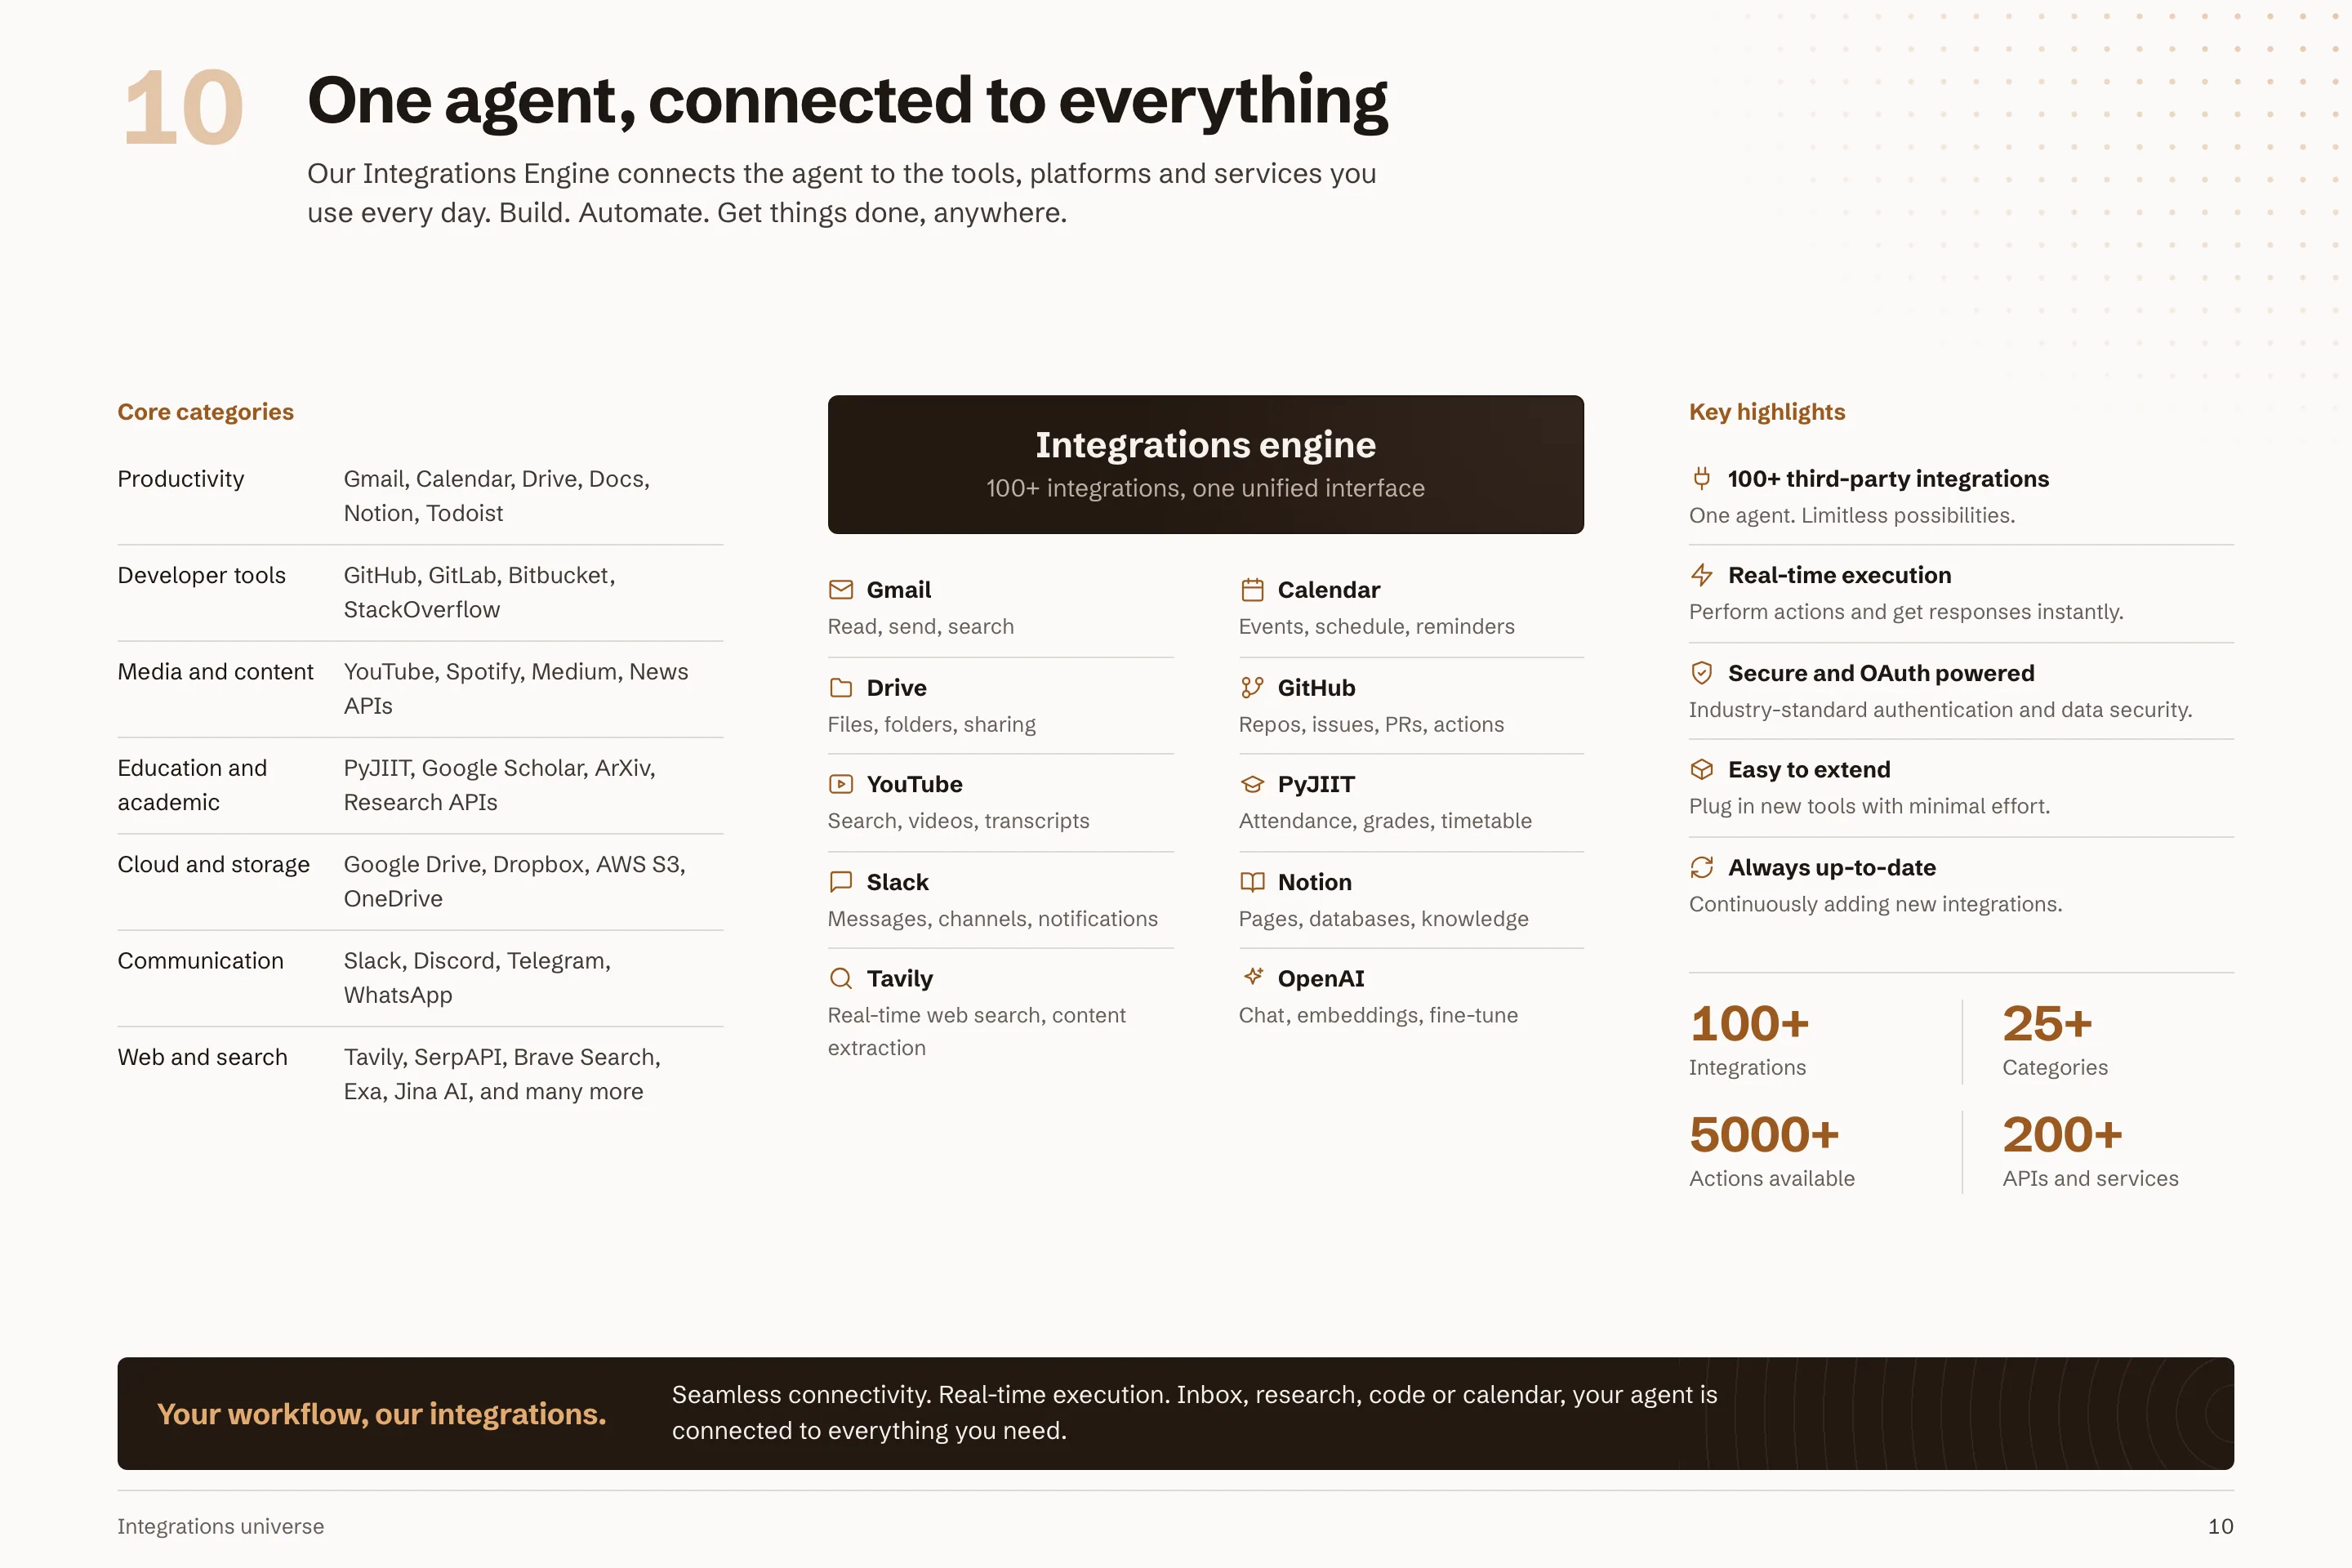 10
One agent, connected to everything
Our Integrations Engine connects the agent to the tools, platforms and services you
use every day. Build. Automate. Get things done, anywhere.
Core categories
Productivity
Gmail, Calendar, Drive, Docs,
Notion, Todoist
Developer tools
GitHub, GitLab, Bitbucket,
StackOverflow
Media and content
YouTube, Spotify, Medium, News
APIs
Education and
academic
PyJIIT, Google Scholar, ArXiv,
Research APIs
Cloud and storage
Google Drive, Dropbox, AWS S3,
OneDrive
Communication
Slack, Discord, Telegram,
WhatsApp
Web and search
Tavily, SerpAPI, Brave Search,
Exa, Jina AI, and many more
Integrations engine
100+ integrations, one unified interface
Gmail
Read, send, search
Calendar
Events, schedule, reminders
Drive
Files, folders, sharing
GitHub
Repos, issues, PRs, actions
YouTube
Search, videos, transcripts
PyJIIT
Attendance, grades, timetable
Slack
Messages, channels, notifications
Notion
Pages, databases, knowledge
Tavily
Real-time web search, content
extraction
OpenAI
Chat, embeddings, fine-tune
Key highlights
100+ third-party integrations
One agent. Limitless possibilities.
Real-time execution
Perform actions and get responses instantly.
Secure and OAuth powered
Industry-standard authentication and data security.
Easy to extend
Plug in new tools with minimal effort.
Always up-to-date
Continuously adding new integrations.
100+
Integrations
25+
Categories
5000+
Actions available
200+
APIs and services
Your workflow, our integrations.
Seamless connectivity. Real-time execution. Inbox, research, code or calendar, your agent is
connected to everything you need.
Integrations universe
10